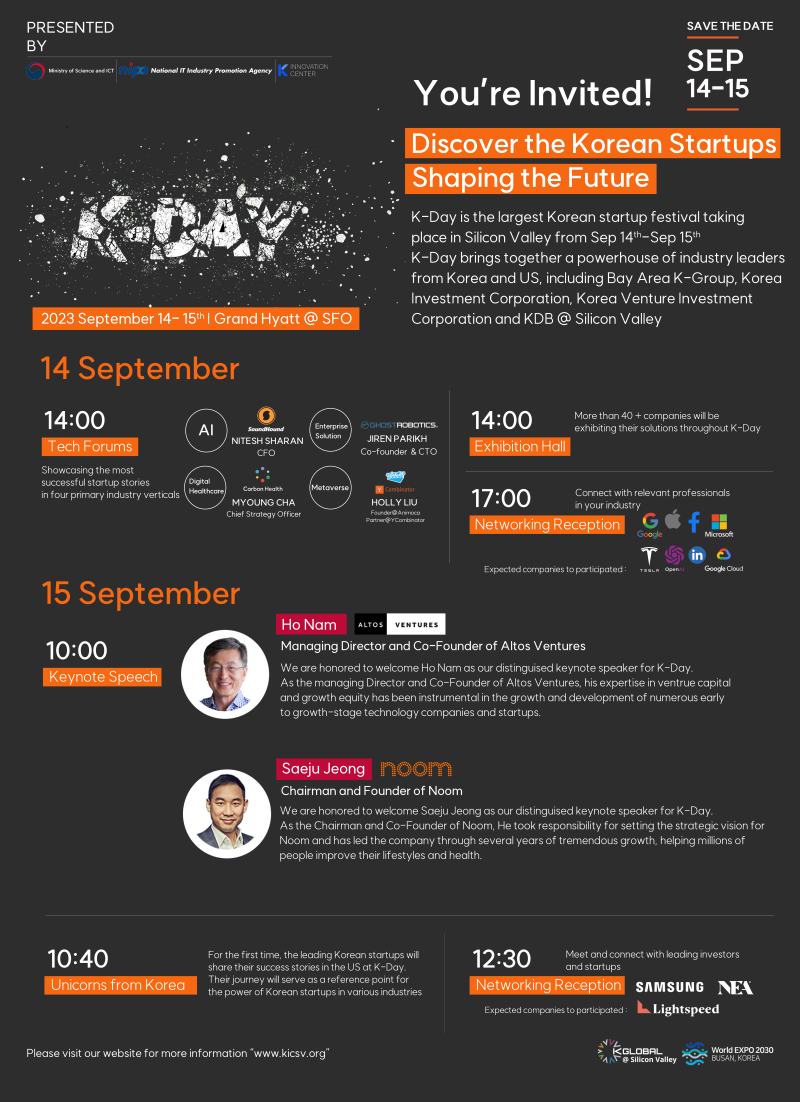 PRESENTED
BY
Ministry of Science and ICT
nipa National IT Industry Promotion Agency
K INNOVATION
CENTER
SAVE THE DATE
SEP
14-15
You're Invited!
Discover the Korean Startups
Shaping the Future
K-DAY
K-Day is the largest Korean startup festival taking
place in Silicon Valley from Sep 14th-Sep 15th
K-Day brings together a powerhouse of industry leaders
from Korea and US, including Bay Area K-Group, Korea
Investment Corporation, Korea Venture Investment
Corporation and KDB @ Silicon Valley
2023 September 14- 15th | Grand Hyatt @ SFO
14 September
14:00
Tech Forums
Showcasing the most
successful startup stories
in four primary industry verticals
AI
SoundHound
NITESH SHARAN
CFO
Enterprise
Solution
GHOSTROBOTICS
JIREN PARIKH
Co-founder & CTO
Digital
Healthcare
Carbon Health
MYOUNG CHA
Chief Strategy Officer
Metaverse
Y Combinator
HOLLY LIU
Founder@Animoca
Partner@YCombinator
14:00
Exhibition Hall
More than 40 + companies will be
exhibiting their solutions throughout K-Day
17:00
Networking Reception
Connect with relevant professionals
in your industry
Google
Microsoft
Expected companies to participated :
TESLA
OpenAI
in
Google Cloud
15 September
10:00
Keynote Speech
Ho Nam
ALTOS VENTURES
Managing Director and Co-Founder of Altos Ventures
We are honored to welcome Ho Nam as our distinguised keynote speaker for K-Day.
As the managing Director and Co-Founder of Altos Ventures, his expertise in ventrue capital
and growth equity has been instrumental in the growth and development of numerous early
to growth-stage technology companies and startups.
Saeju Jeong
noom
Chairman and Founder of Noom
We are honored to welcome Saeju Jeong as our distinguised keynote speaker for K-Day.
As the Chairman and Co-Founder of Noom, He took responsibility for setting the strategic vision for
Noom and has led the company through several years of tremendous growth, helping millions of
people improve their lifestyles and health.
10:40
Unicorns from Korea
For the first time, the leading Korean startups will
share their success stories in the US at K-Day.
Their journey will serve as a reference point for
the power of Korean startups in various industries
12:30
Networking Reception
Meet and connect with leading investors
and startups
SAMSUNG
NEA
Expected companies to participated :
Lightspeed
Please visit our website for more information "www.kicsv.org"
K-GLOBAL
@ Silicon Valley
World EXPO 2030
BUSAN, KOREA